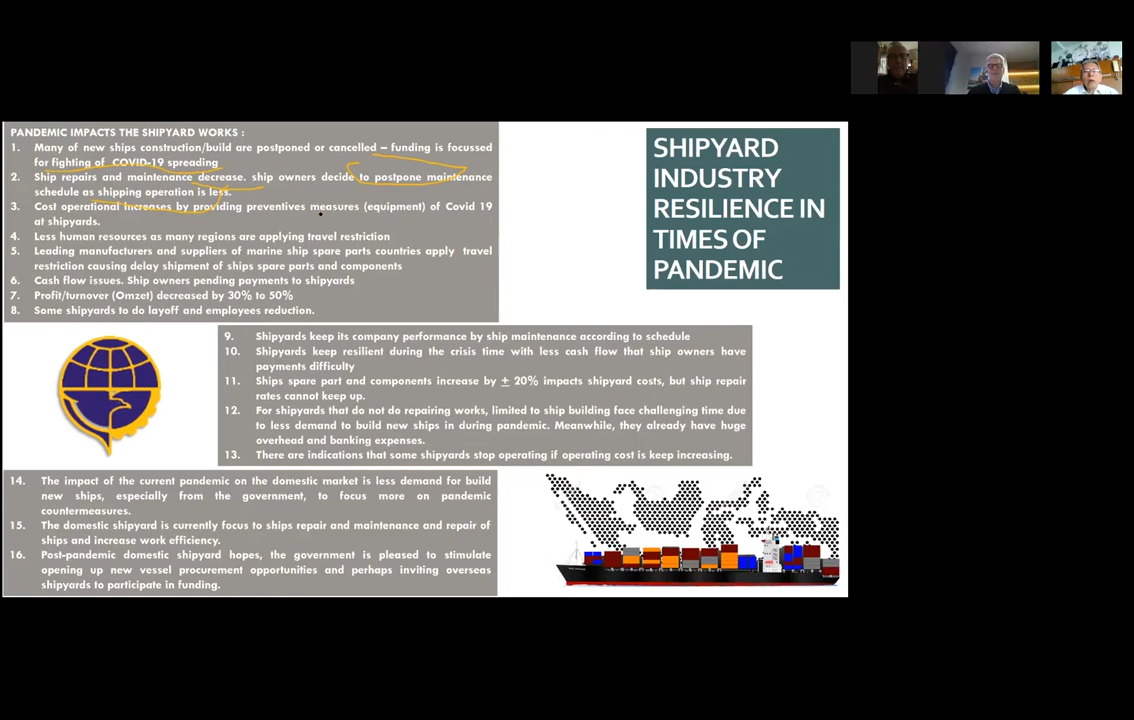 PANDEMIC IMPACTS THE SHIPYARD WORKS :
1. Many of new ships construction/build are postponed or cancelled – funding is focussed
for fighting of COVID-19 spreading
2. Ship repairs and maintenance decrease. ship owners decide to postpone maintenance
schedule as shipping operation is less.
3. Cost operational increases by providing preventives measures (equipment) of Covid 19
at shipyards.
4. Less human resources as many regions are applying travel restriction
5. Leading manufacturers and suppliers of marine ship spare parts countries apply travel
restriction causing delay shipment of ships spare parts and components
6. Cash flow issues. Ship owners pending payments to shipyards
7. Profit/turnover (Omzet) decreased by 30% to 50%
8. Some shipyards to do layoff and employees reduction.
SHIPYARD
INDUSTRY
RESILIENCE IN
TIMES OF
PANDEMIC
9. Shipyards keep its company performance by ship maintenance according to schedule
10. Shipyards keep resilient during the crisis time with less cash flow that ship owners have
payments difficulty
11. Ships spare part and components increase by ± 20% impacts shipyard costs, but ship repair
rates cannot keep up.
12. For shipyards that do not do repairing works, limited to ship building face challenging time due
to less demand to build new ships in during pandemic. Meanwhile, they already have huge
overhead and banking expenses.
13. There are indications that some shipyards stop operating if operating cost is keep increasing.
14. The impact of the current pandemic on the domestic market is less demand for build
new ships, especially from the government, to focus more on pandemic
countermeasures.
15. The domestic shipyard is currently focus to ships repair and maintenance and repair of
ships and increase work efficiency.
16. Post-pandemic domestic shipyard hopes, the government is pleased to stimulate
opening up new vessel procurement opportunities and perhaps inviting overseas
shipyards to participate in funding.